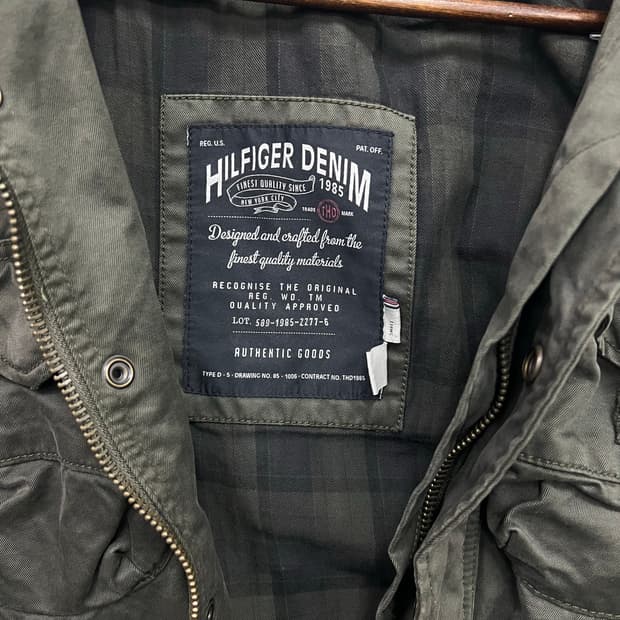 REG. U.S. PAT. OFF.
HILFIGER DENIM
FINEST QUALITY SINCE 1985
NEW YORK CITY
TRADE THD MARK
Designed and crafted from the
finest quality materials
RECOGNISE THE ORIGINAL
REG. WD. TM
QUALITY APPROVED
LOT. 589-1985-2277-6
AUTHENTIC GOODS
TYPE D - 5 - DRAWING NO. 85 - 1006 - CONTRACT NO. THD1985